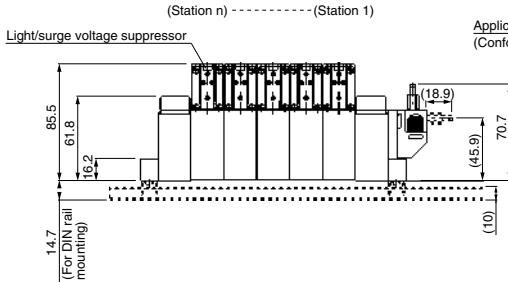 (Station n) ---------- (Station 1)
Light/surge voltage suppressor
Applic
(Confo
(18.9)
85.5
61.8
16.2
(45.9)
70.7
14.7
(For DIN rail
mounting)
(10)